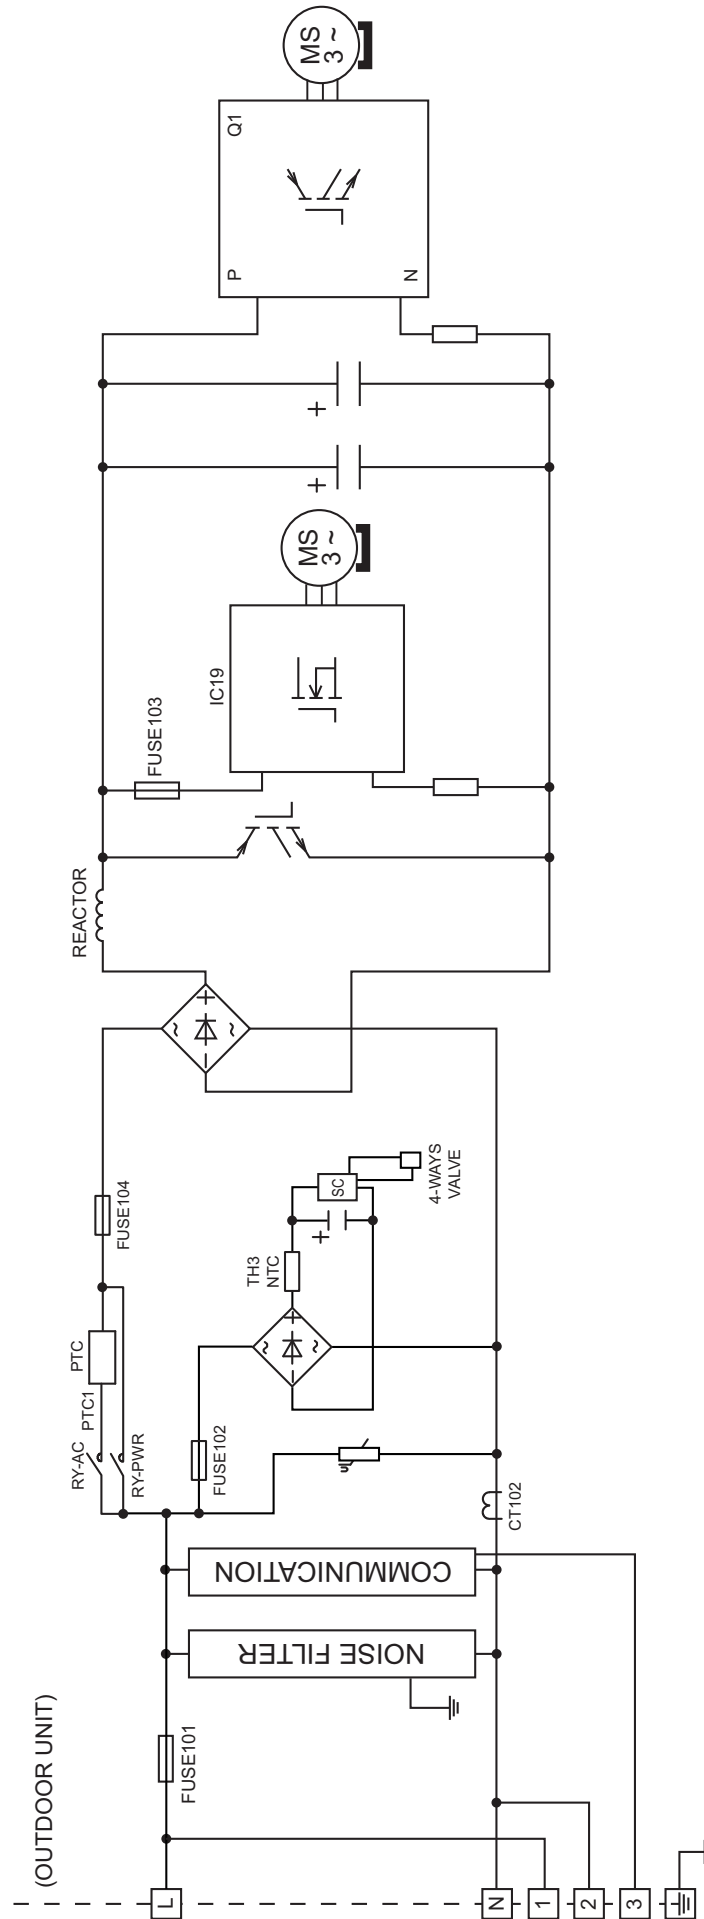 (OUTDOOR UNIT)
L
N
1
2
3
FUSE101
NOISE FILTER
COMMUNICATION
CT102
RY-AC
RY-PWR
PTC1
PTC
FUSE102
FUSE104
~
~
+
−
TH3
NTC
+
SC
4-WAYS
VALVE
~
~
+
−
REACTOR
FUSE103
IC19
MS
3 ~
+
+
P
N
Q1
MS
3 ~